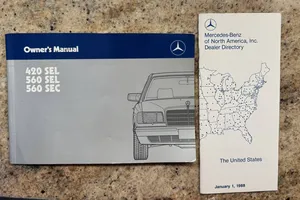 Owner's Manual
420 SEL
560 SEL
560 SEC
Mercedes-Benz
of North America, Inc.
Dealer Directory
The United States
January 1, 1988